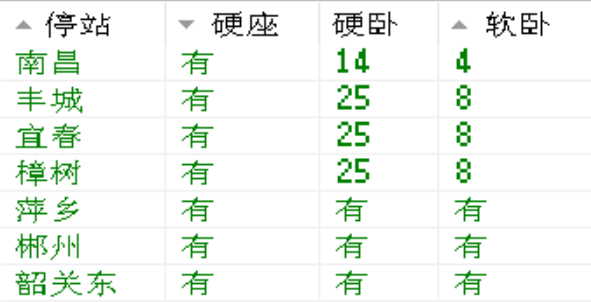 停站 硬座 硬卧 软卧
南昌 有 14 4
丰城 有 25 8
宜春 有 25 8
樟树 有 25 8
萍乡 有 有 有
郴州 有 有 有
韶关东 有 有 有